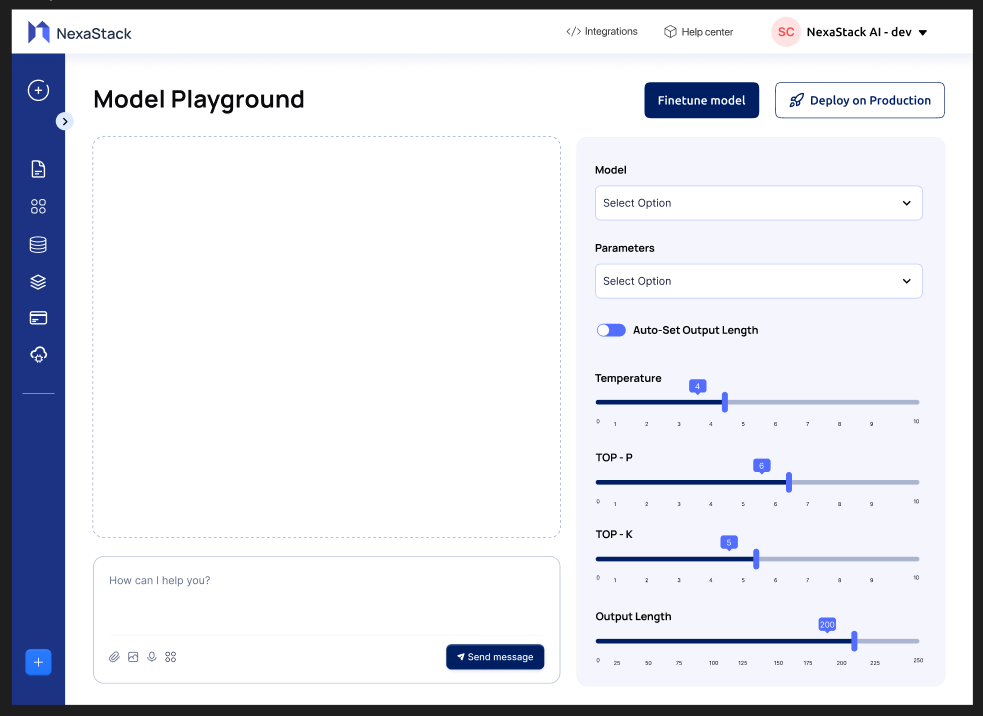 NexaStack
</> Integrations
Help center
SC
NexaStack AI - dev
Model Playground
Finetune model
Deploy on Production
Model
Select Option
Parameters
Select Option
Auto-Set Output Length
Temperature
4
0 1 2 3 4 5 6 7 8 9 10
TOP - P
6
0 1 2 3 4 5 6 7 8 9 10
TOP - K
5
0 1 2 3 4 5 6 7 8 9 10
Output Length
200
0 25 50 75 100 125 150 175 200 225 250
How can I help you?
Send message